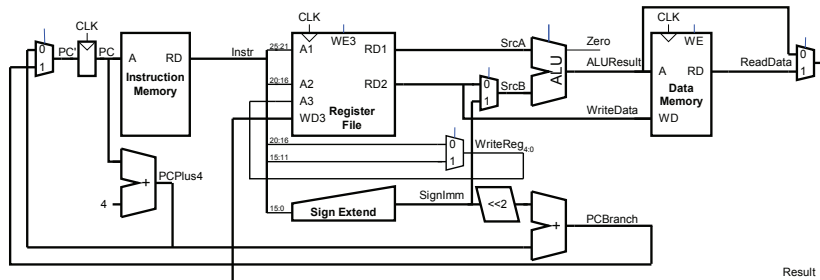 CLK
CLK
CLK
0
1
PC'
PC
A
RD
Instruction
Memory
Instr
25:21
A1
WE3
RD1
20:16
A2
RD2
A3
WD3
Register
File
SrcA
0
1
SrcB
ALU
Zero
ALUResult
WE
A
RD
Data
Memory
WD
WriteData
ReadData
0
1
20:16
15:11
0
1
WriteReg4:0
4
+
PCPlus4
15:0
Sign Extend
SignImm
<<2
+
PCBranch
Result